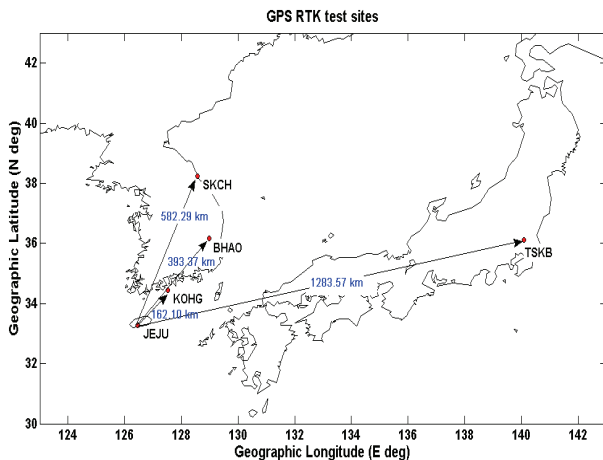 GPS RTK test sites
Geographic Latitude (N deg)
42
40
38
36
34
32
30
SKCH
582.29 km
BHAO
393.37 km
TSKB
1283.57 km
KOHG
162.10 km
JEJU
124
126
128
130
132
134
136
138
140
142
Geographic Longitude (E deg)